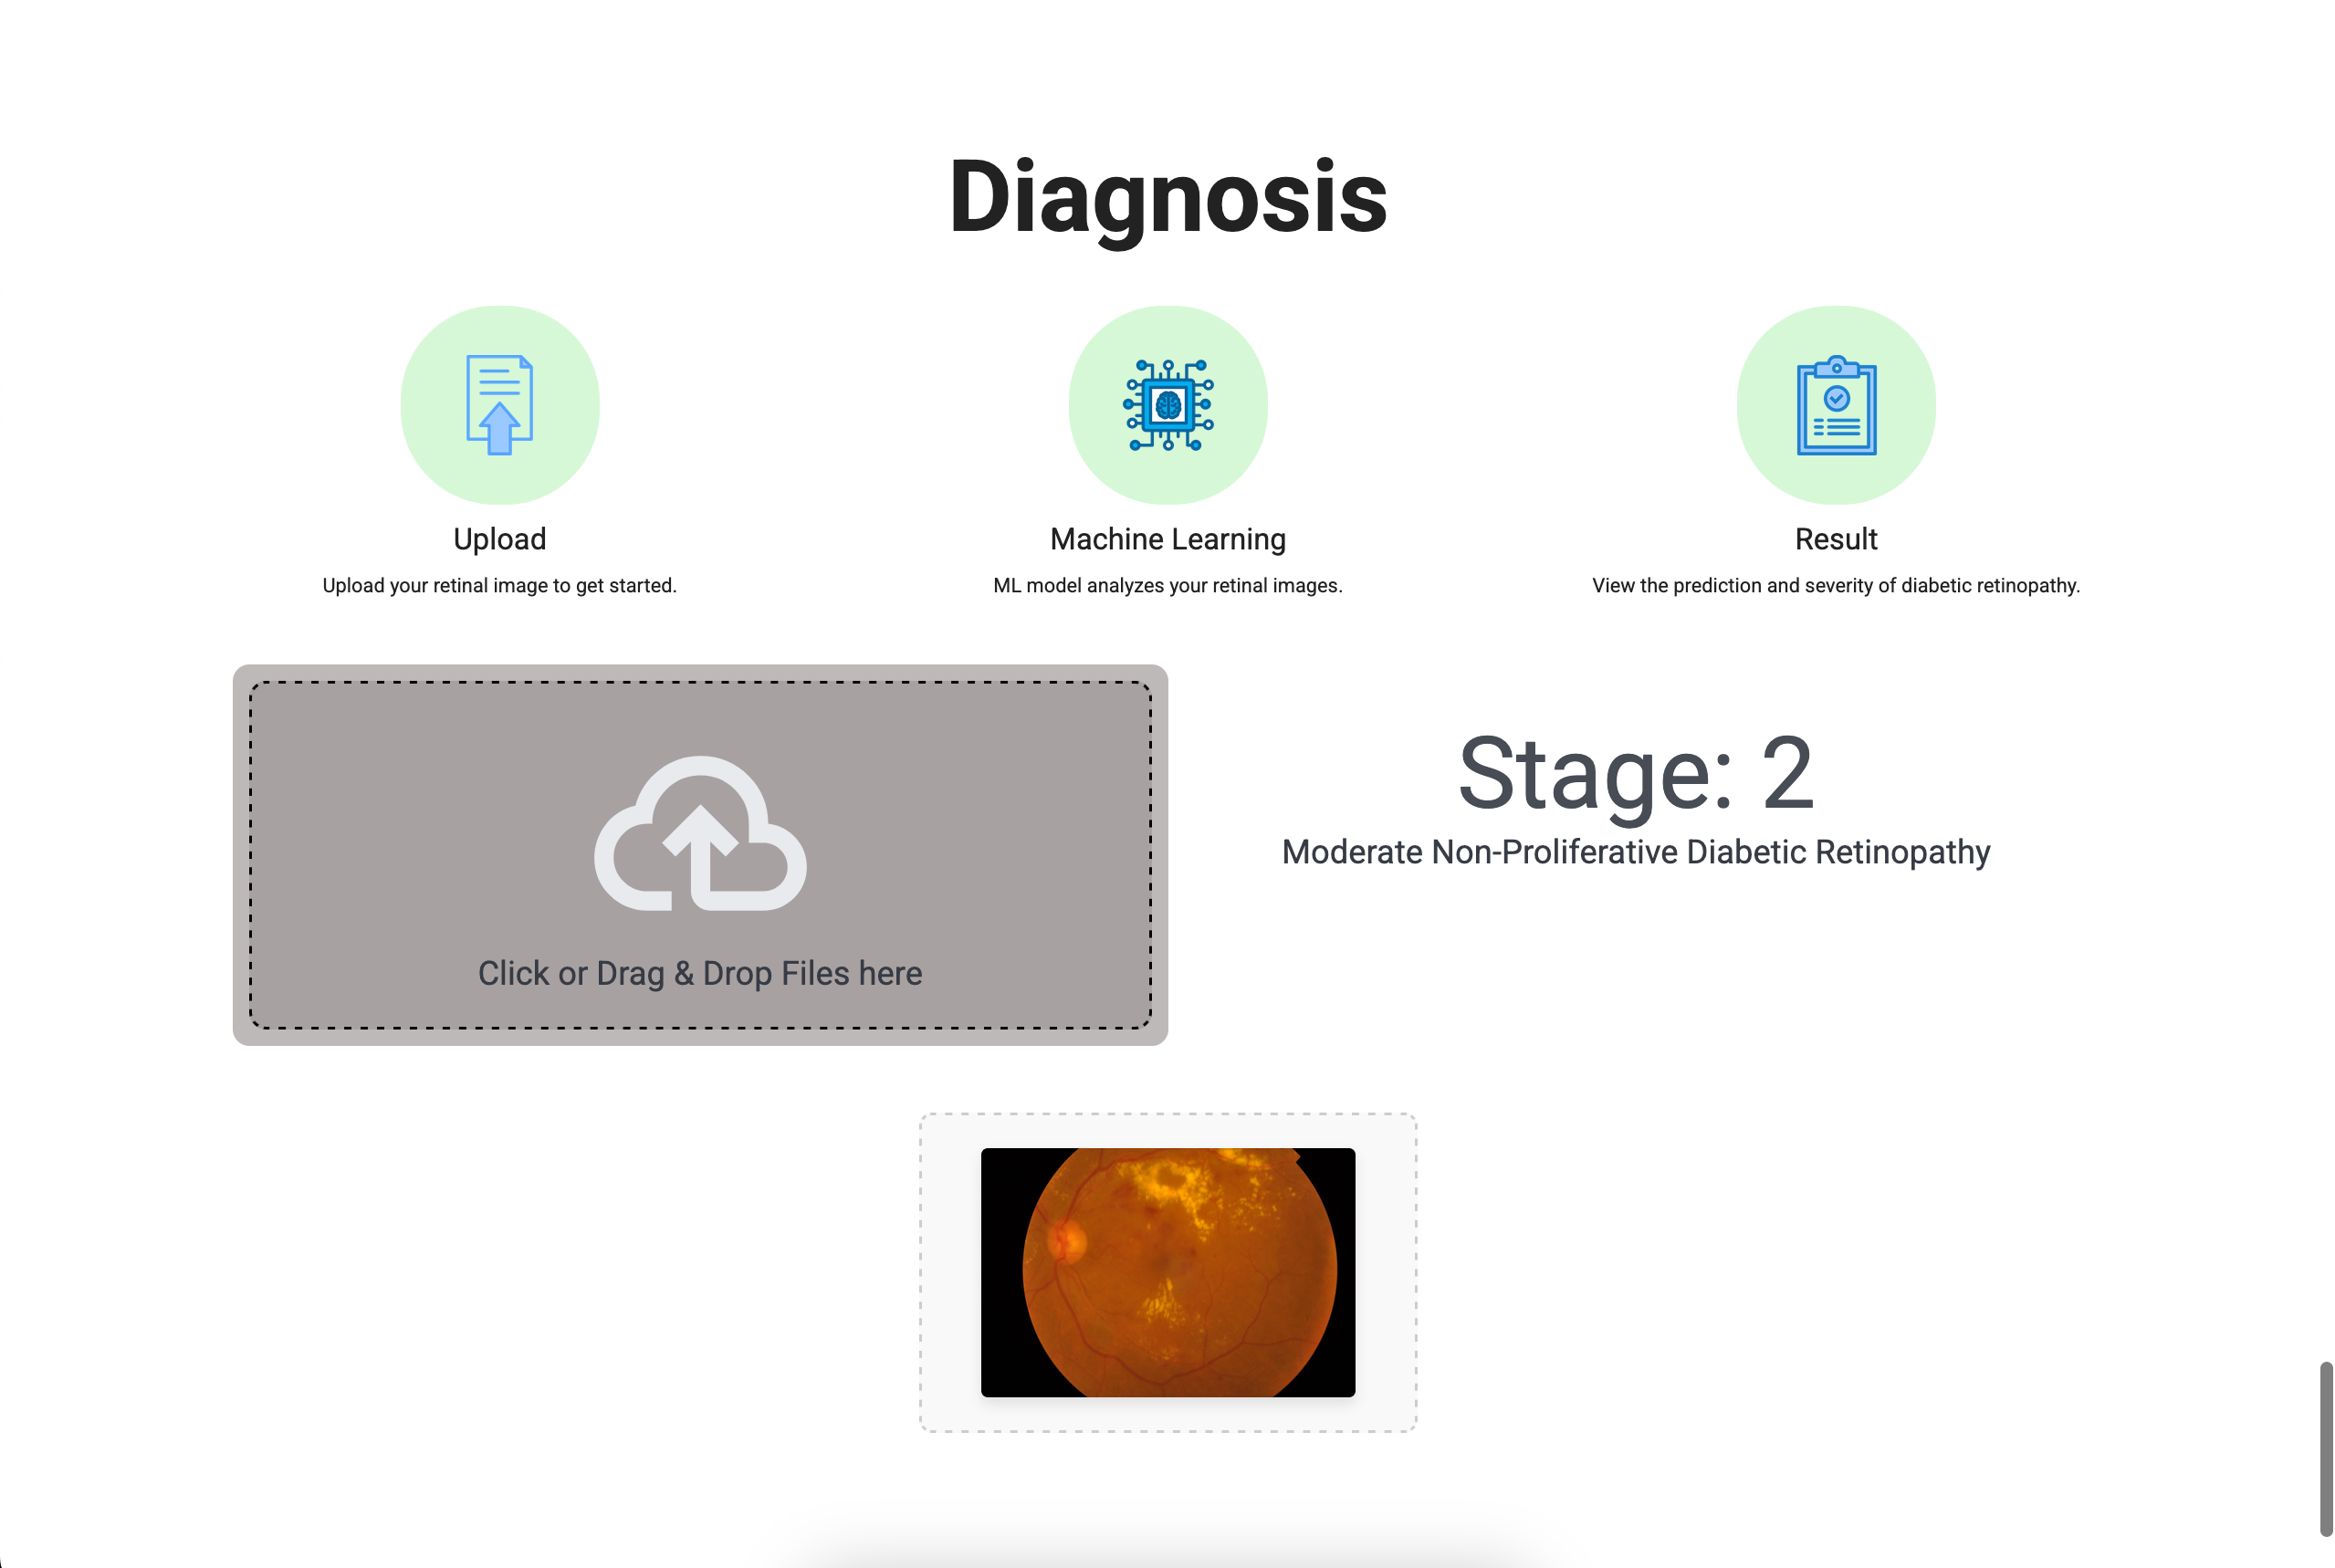 Diagnosis
Upload
Upload your retinal image to get started.
Machine Learning
ML model analyzes your retinal images.
Result
View the prediction and severity of diabetic retinopathy.
Click or Drag & Drop Files here
Stage: 2
Moderate Non-Proliferative Diabetic Retinopathy